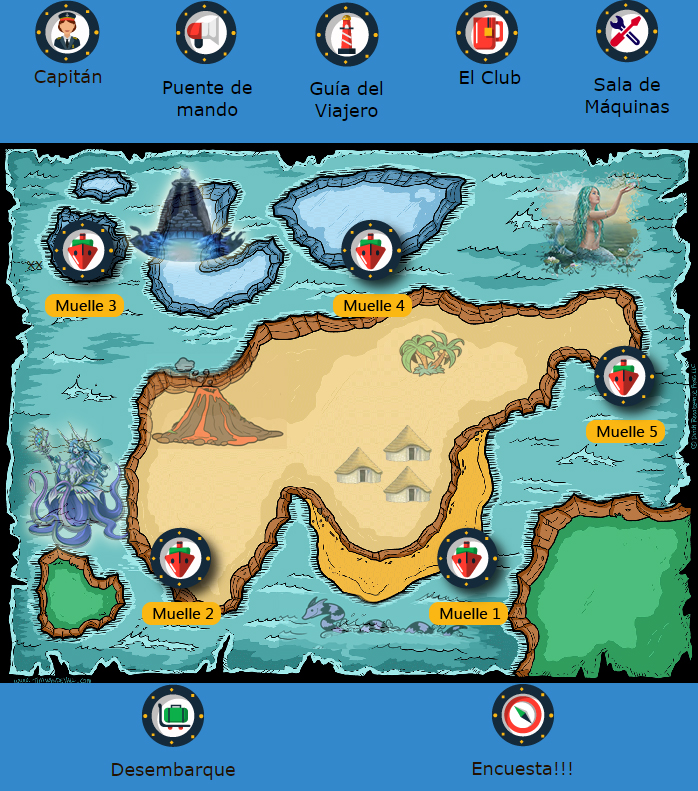 Capitán
Puente de
mando
Guía del
Viajero
El Club
Sala de
Máquinas
Muelle 3
Muelle 4
Muelle 5
Muelle 2
Muelle 1
Desembarque
Encuesta!!!